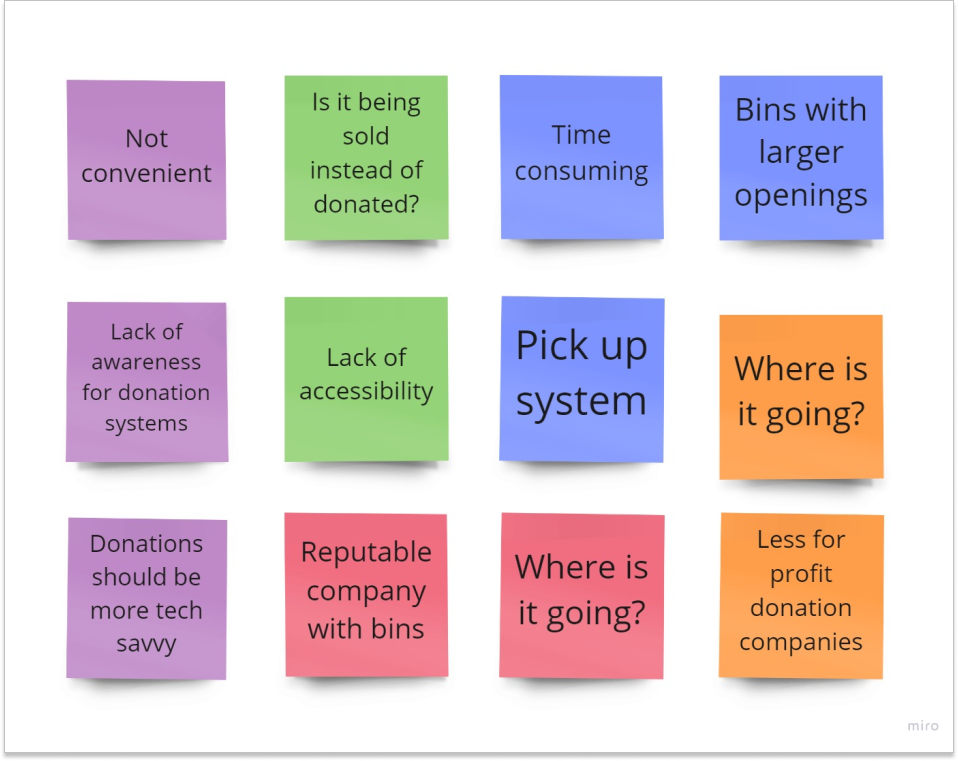 Not
convenient
Is it being
sold
instead of
donated?
Time
consuming
Bins with
larger
openings
Lack of
awareness
for donation
systems
Lack of
accessibility
Pick up
system
Where is
it going?
Donations
should be
more tech
savvy
Reputable
company
with bins
Where is
it going?
Less for
profit
donation
companies
miro